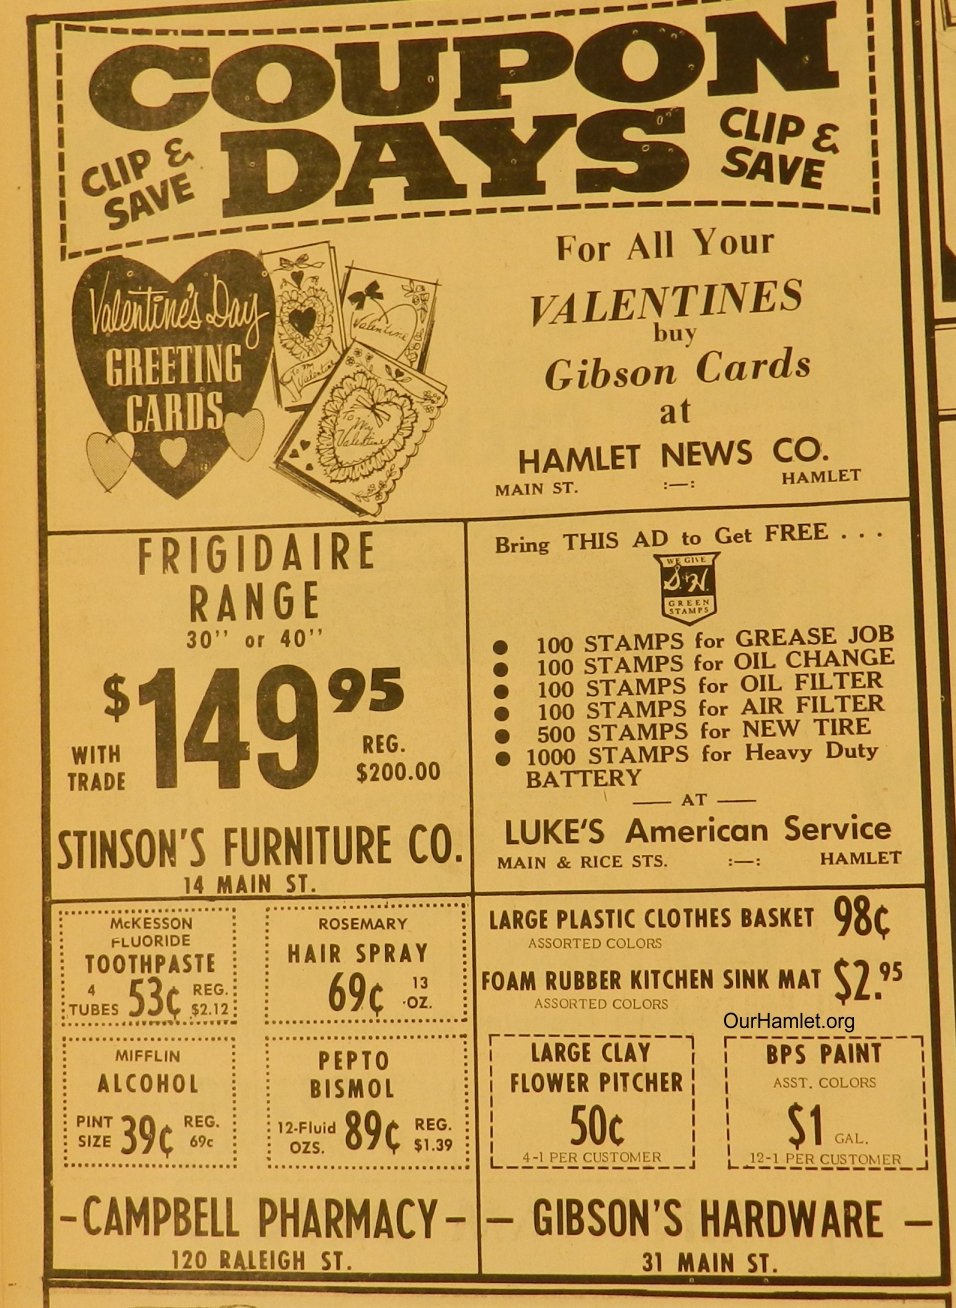 COUPON
DAYS
CLIP &
SAVE
CLIP &
SAVE
Valentine's Day
GREETING
CARDS
To My
Valentine
Valentine
To My
Valentine
For All Your
VALENTINES
buy
Gibson Cards
at
HAMLET NEWS CO.
MAIN ST. :—: HAMLET
FRIGIDAIRE
RANGE
30" or 40"
$149.95
WITH
TRADE
REG.
$200.00
STINSON'S FURNITURE CO.
14 MAIN ST.
Bring THIS AD to Get FREE . . .
WE GIVE
S&H
GREEN
STAMPS
• 100 STAMPS for GREASE JOB
• 100 STAMPS for OIL CHANGE
• 100 STAMPS for OIL FILTER
• 100 STAMPS for AIR FILTER
• 500 STAMPS for NEW TIRE
• 1000 STAMPS for Heavy Duty
BATTERY
— AT —
LUKE'S American Service
MAIN & RICE STS. :—: HAMLET
McKESSON
FLUORIDE
TOOTHPASTE
4
TUBES
53¢
REG.
$2.12
ROSEMARY
HAIR SPRAY
69¢
13
OZ.
MIFFLIN
ALCOHOL
PINT
SIZE
39¢
REG.
69c
PEPTO
BISMOL
12-Fluid
OZS.
89¢
REG.
$1.39
–CAMPBELL PHARMACY–
120 RALEIGH ST.
LARGE PLASTIC CLOTHES BASKET 98¢
ASSORTED COLORS
FOAM RUBBER KITCHEN SINK MAT $2.95
ASSORTED COLORS
OurHamlet.org
LARGE CLAY
FLOWER PITCHER
50¢
4-1 PER CUSTOMER
BPS PAINT
ASST. COLORS
$1 GAL.
12-1 PER CUSTOMER
— GIBSON'S HARDWARE —
31 MAIN ST.